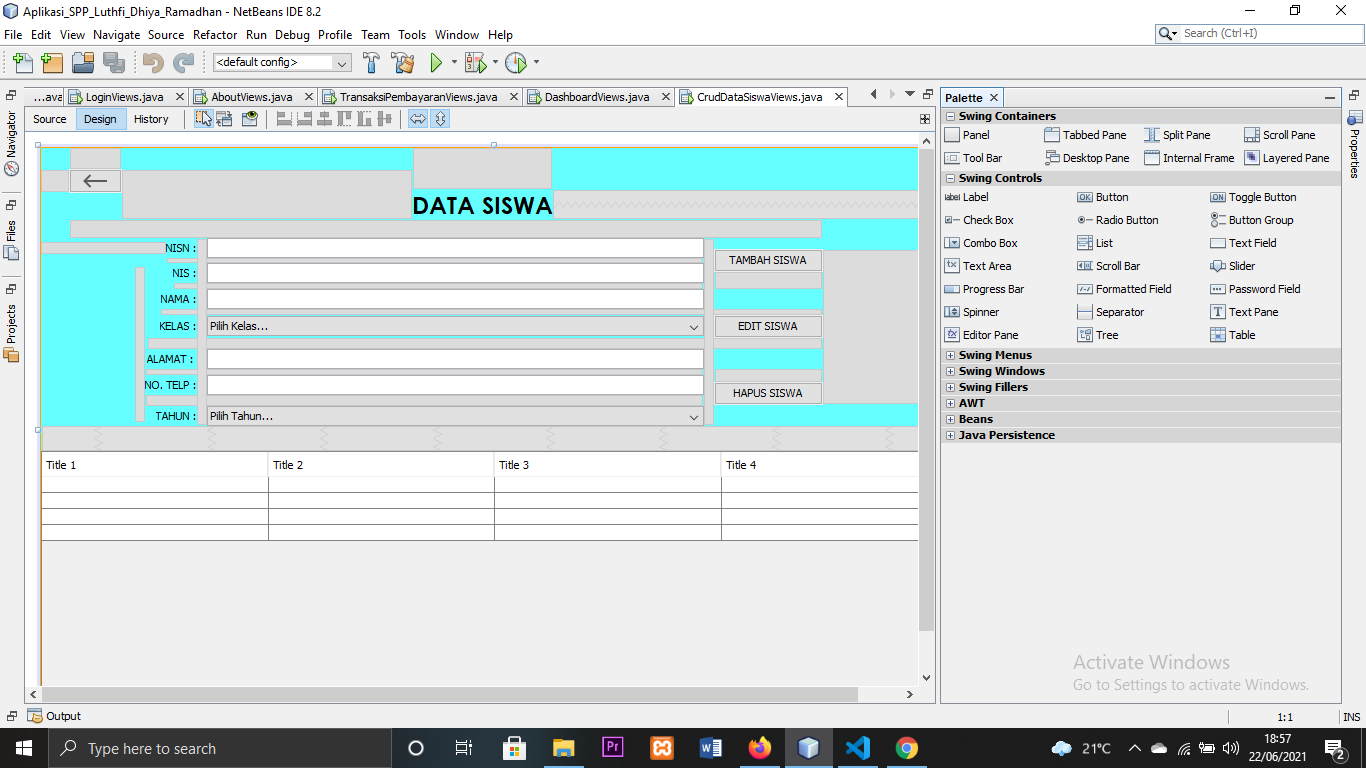 Aplikasi_SPP_Luthfi_Dhiya_Ramadhan - NetBeans IDE 8.2
File Edit View Navigate Source Refactor Run Debug Profile Team Tools Window Help
Search (Ctrl+I)
<default config>
...ava LoginViews.java AboutViews.java TransaksiPembayaranViews.java DashboardViews.java CrudDataSiswaViews.java
Source Design History
Navigator
Files
Projects
DATA SISWA
NISN :
TAMBAH SISWA
NIS :
NAMA :
KELAS : Pilih Kelas... EDIT SISWA
ALAMAT :
NO. TELP :
HAPUS SISWA
TAHUN : Pilih Tahun...
Title 1 Title 2 Title 3 Title 4
Palette
Swing Containers
Panel Tabbed Pane Split Pane Scroll Pane
Tool Bar Desktop Pane Internal Frame Layered Pane
Swing Controls
label Label OK Button ON Toggle Button
Check Box Radio Button Button Group
Combo Box List Text Field
Text Area Scroll Bar Slider
Progress Bar Formatted Field Password Field
Spinner Separator T Text Pane
Editor Pane Tree Table
Swing Menus
Swing Windows
Swing Fillers
AWT
Beans
Java Persistence
Properties
Activate Windows
Go to Settings to activate Windows.
Output
1:1 INS
Type here to search
Pr
W
21°C
18:57
22/06/2021
2